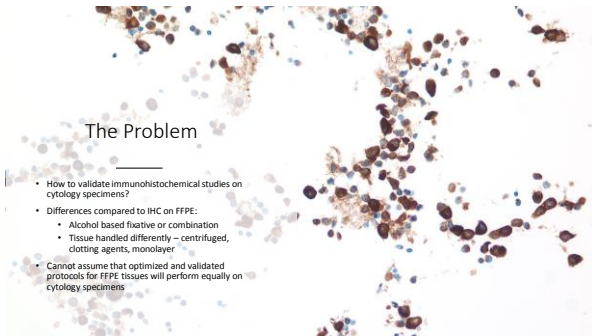 The Problem
• How to validate immunohistochemical studies on
cytology specimens?
• Differences compared to IHC on FFPE:
• Alcohol based fixative or combination
• Tissue handled differently – centrifuged,
clotting agents, monolayer
• Cannot assume that optimized and validated
protocols for FFPE tissues will perform equally on
cytology specimens